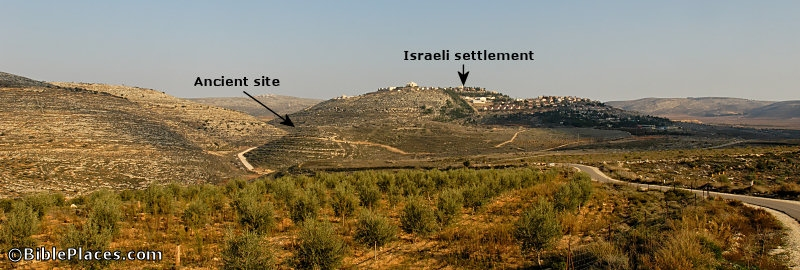 Israeli settlement
Ancient site
©BiblePlaces.com